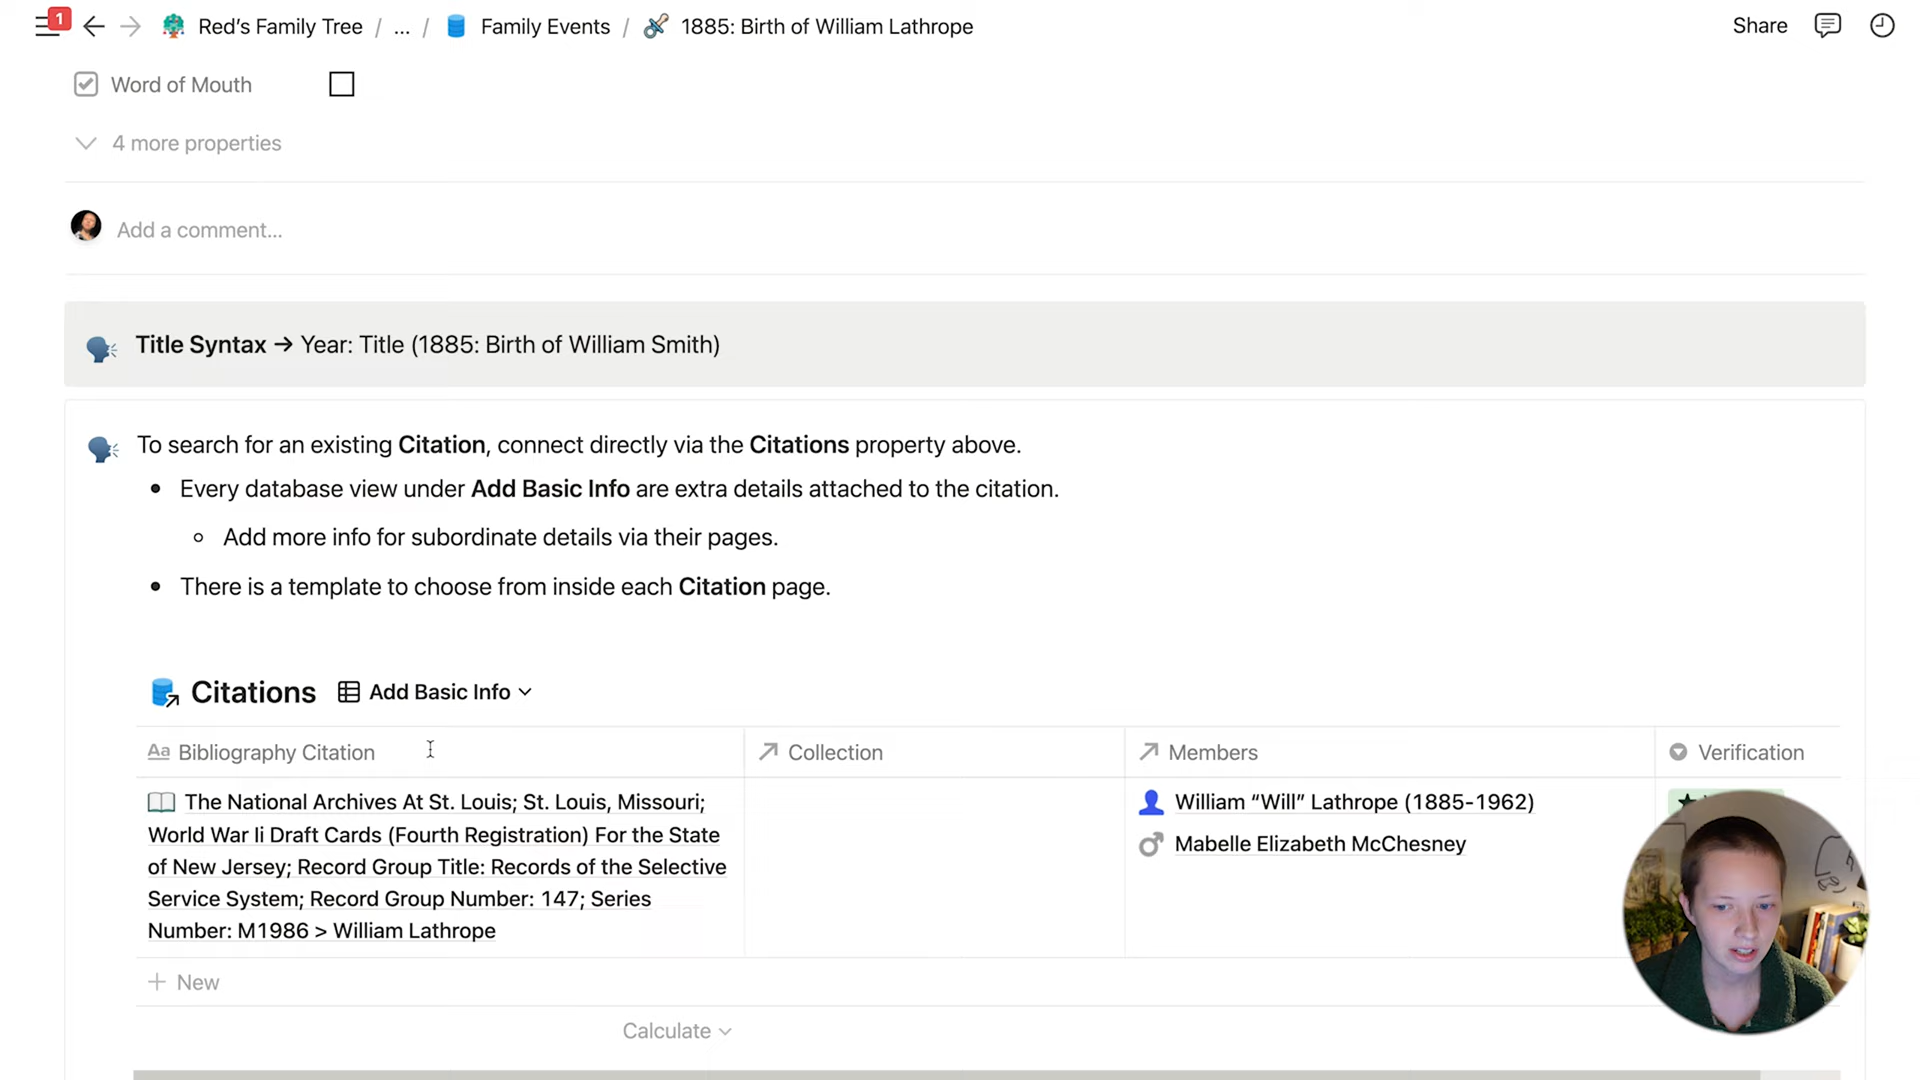 1
Red's Family Tree / ... / Family Events / 1885: Birth of William Lathrope
Share
Word of Mouth
4 more properties
Add a comment...
Title Syntax → Year: Title (1885: Birth of William Smith)
To search for an existing Citation, connect directly via the Citations property above.
• Every database view under Add Basic Info are extra details attached to the citation.
◦ Add more info for subordinate details via their pages.
• There is a template to choose from inside each Citation page.
Citations Add Basic Info
Aa Bibliography Citation
Collection
Members
Verification
The National Archives At St. Louis; St. Louis, Missouri;
World War Ii Draft Cards (Fourth Registration) For the State
of New Jersey; Record Group Title: Records of the Selective
Service System; Record Group Number: 147; Series
Number: M1986 > William Lathrope
William “Will” Lathrope (1885-1962)
Mabelle Elizabeth McChesney
+ New
Calculate